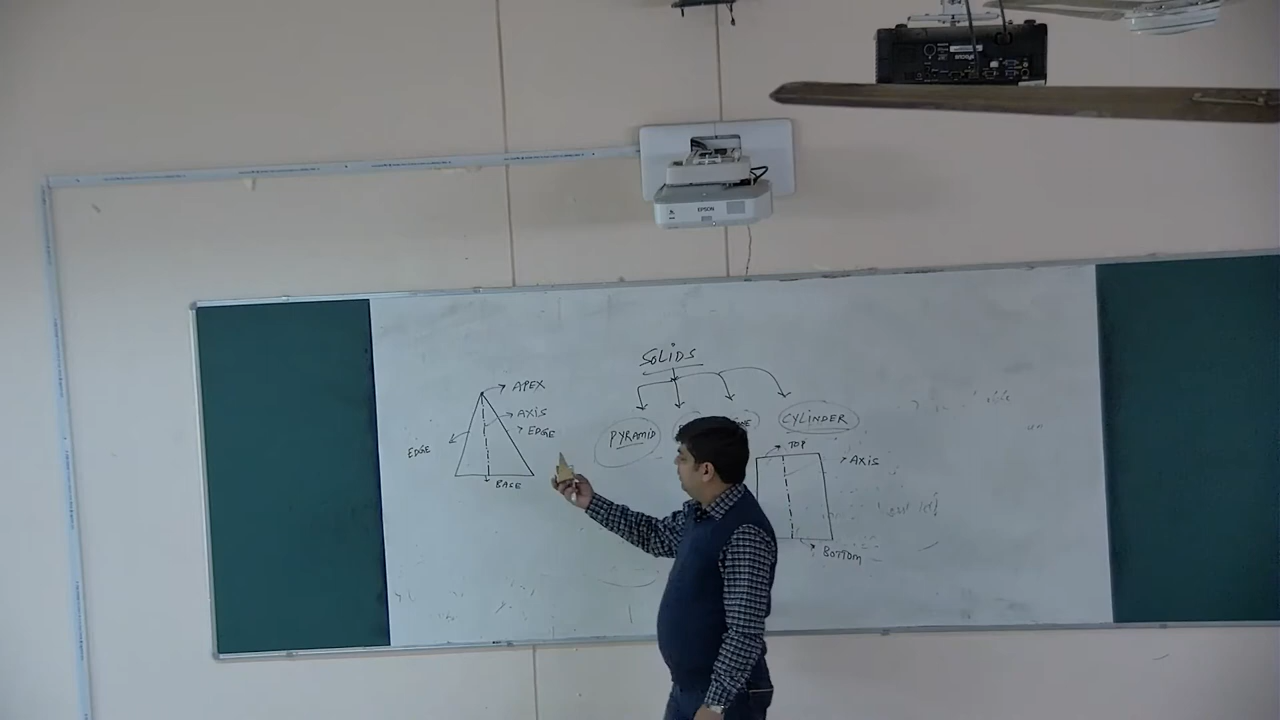 SOLIDS
PYRAMID
CYLINDER
APEX
AXIS
EDGE
EDGE
BASE
TOP
AXIS
BOTTOM
EPSON